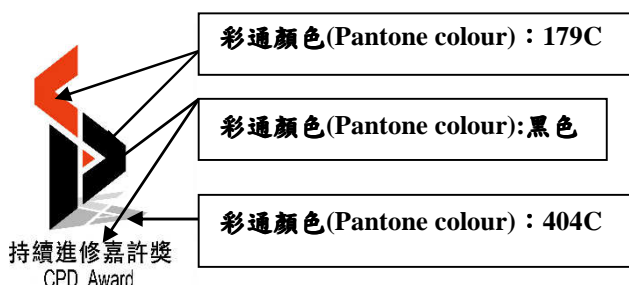 彩通顏色(Pantone colour)：179C
彩通顏色(Pantone colour):黑色
彩通顏色(Pantone colour)：404C
持續進修嘉許獎
CPD Award